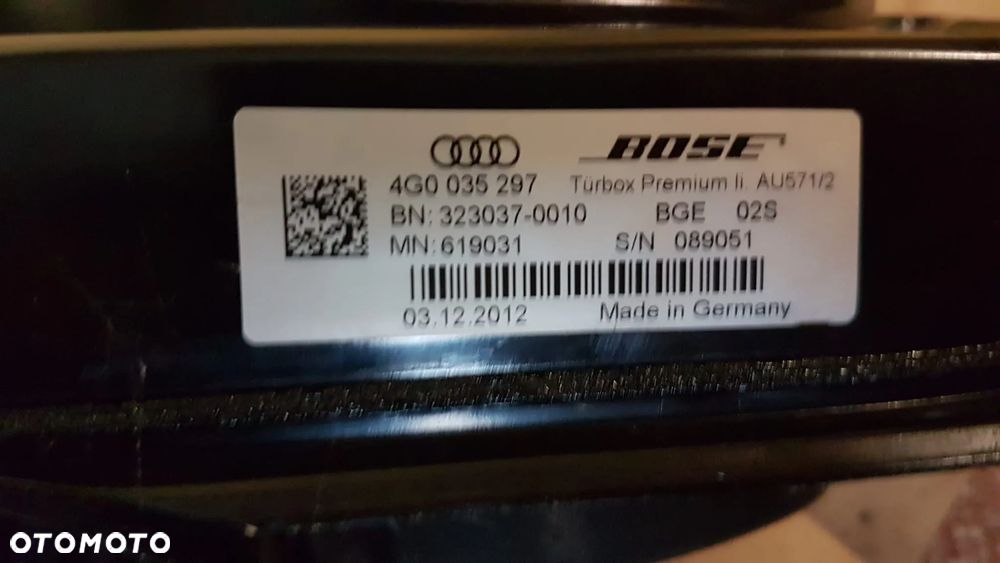 BOSE
4G0 035 297 Türbox Premium li. AU571/2
BN: 323037-0010 BGE 02S
MN: 619031 S/N 089051
03.12.2012 Made in Germany
OTOMOTO